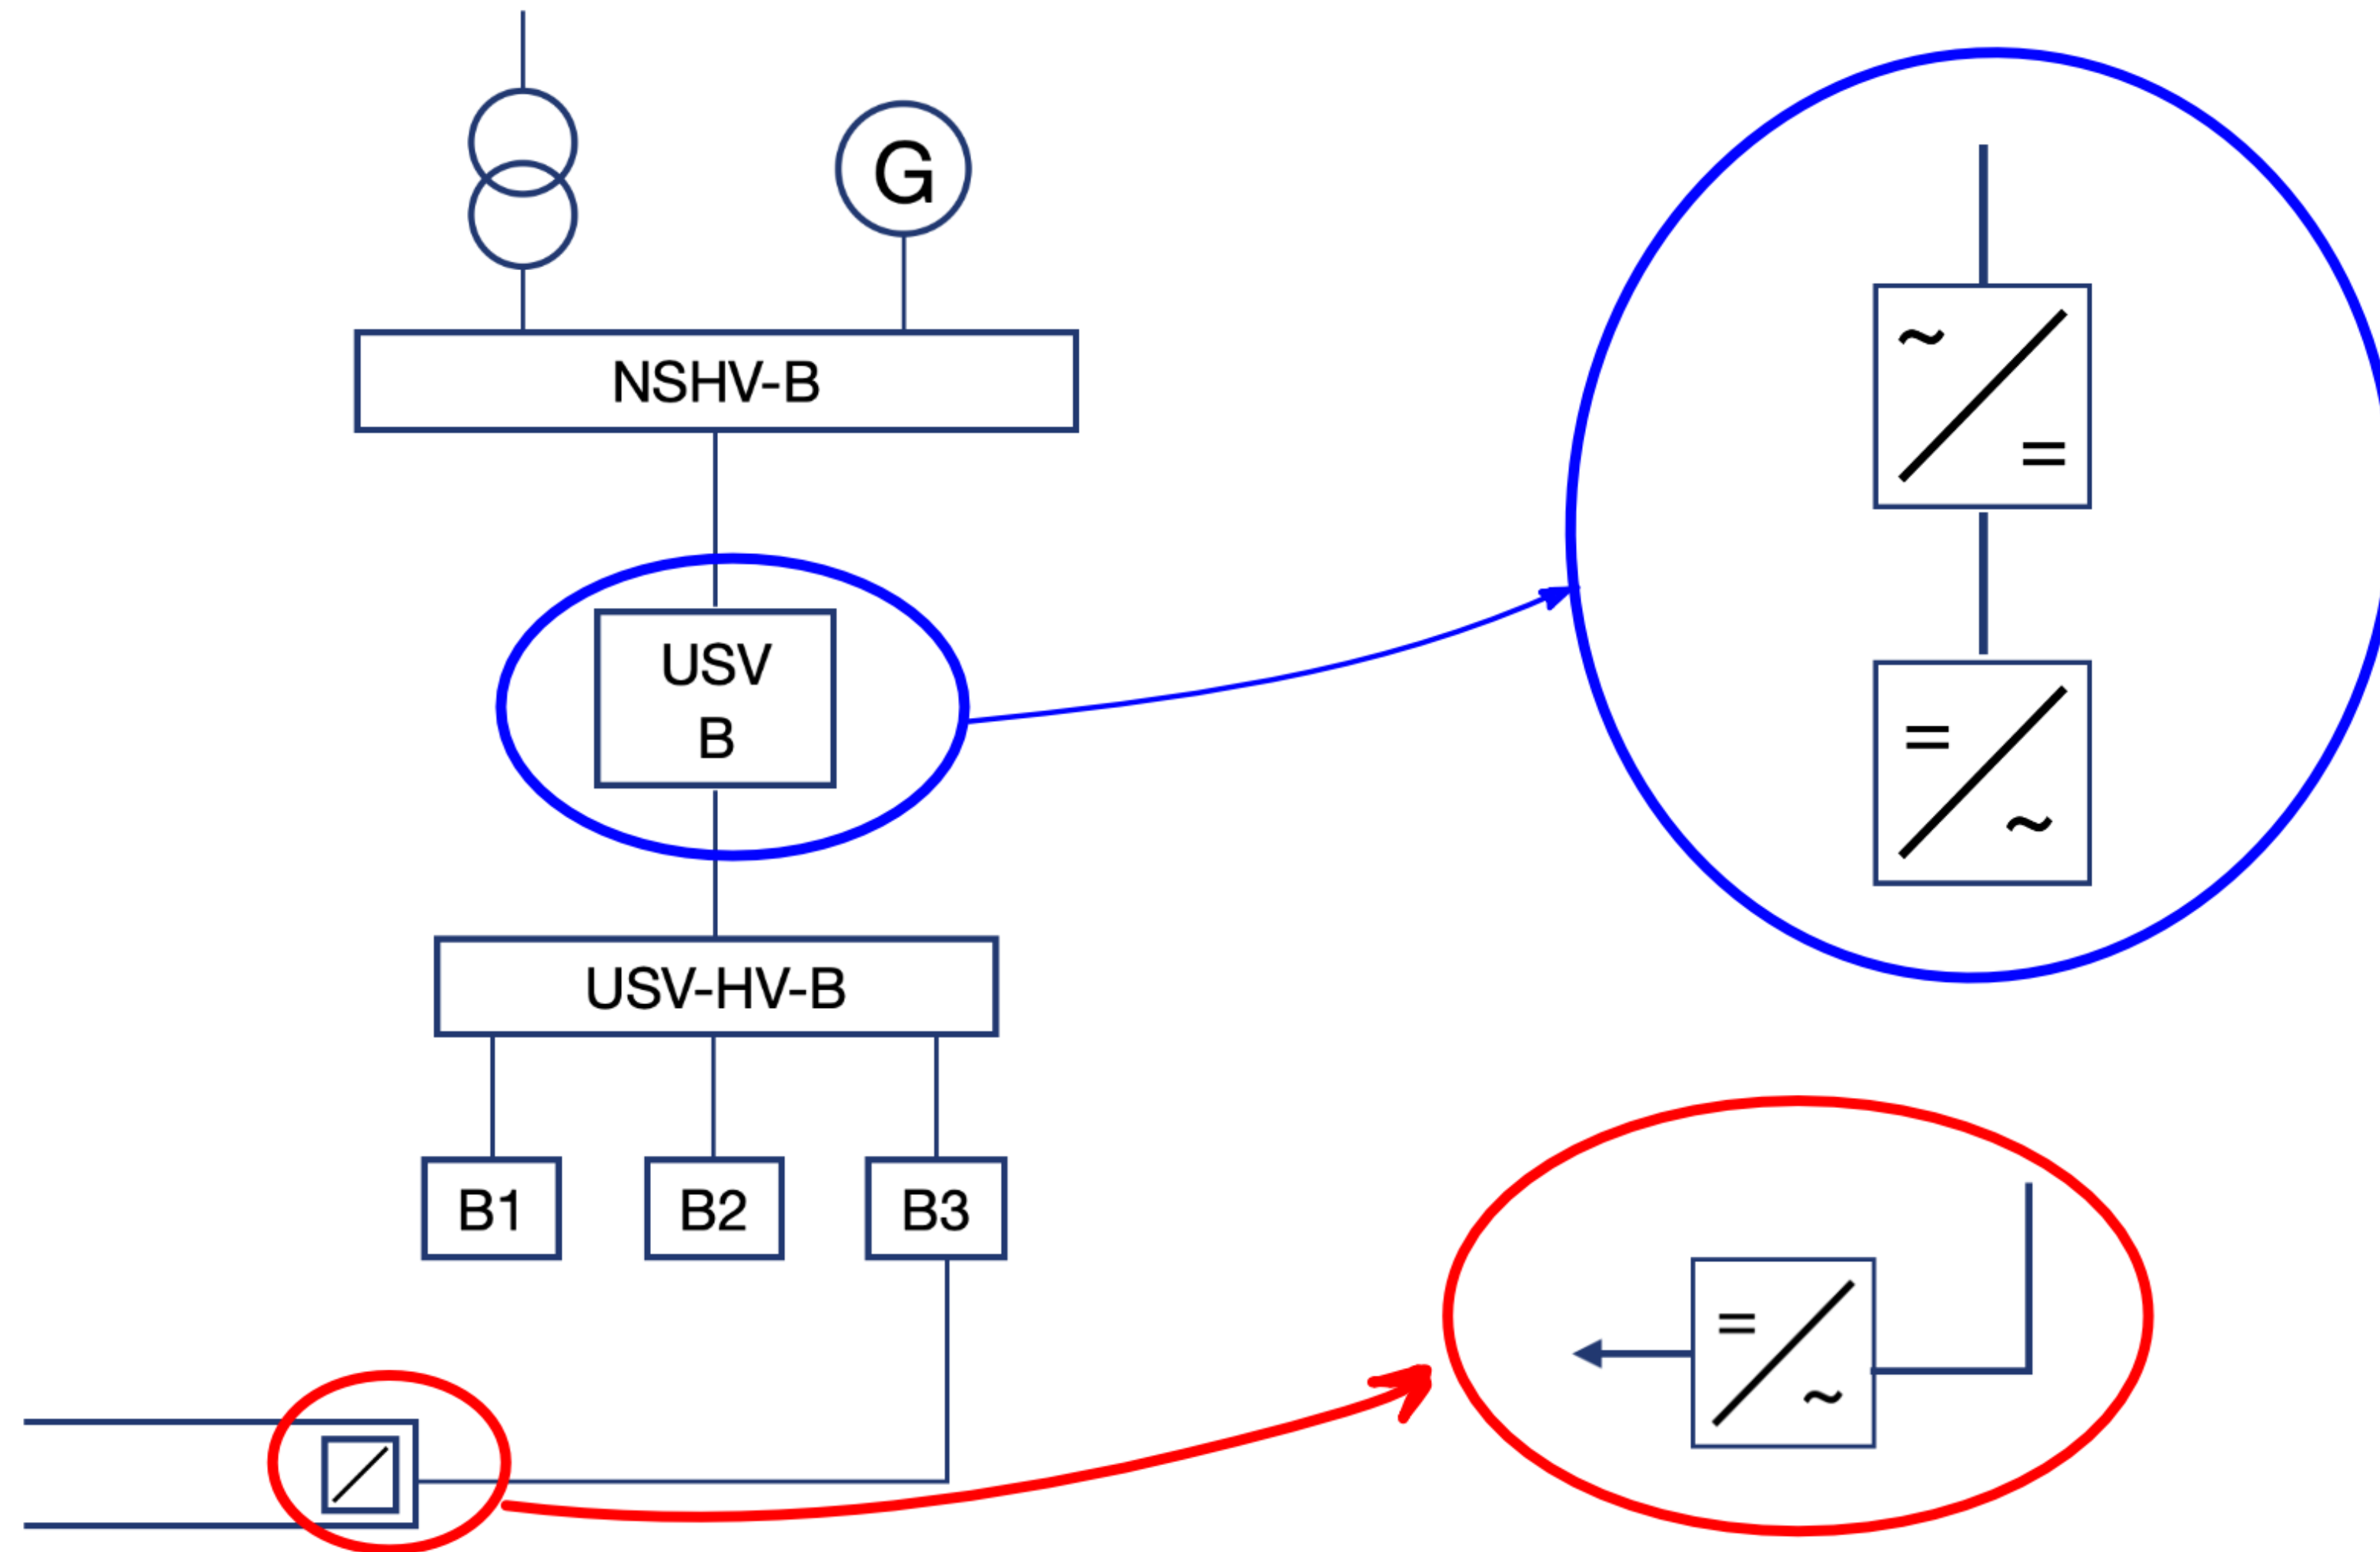 G
NSHV-B
USV
B
USV-HV-B
B1
B2
B3
~
=
=
~
=
~